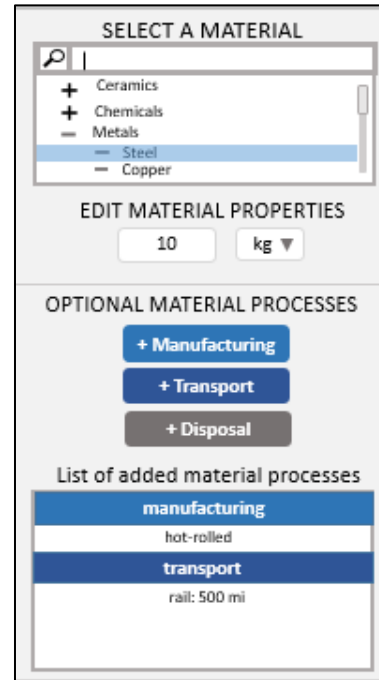 SELECT A MATERIAL
+ Ceramics
+ Chemicals
− Metals
− Steel
− Copper
EDIT MATERIAL PROPERTIES
10 kg ▼
OPTIONAL MATERIAL PROCESSES
+ Manufacturing
+ Transport
+ Disposal
List of added material processes
manufacturing
hot-rolled
transport
rail: 500 mi